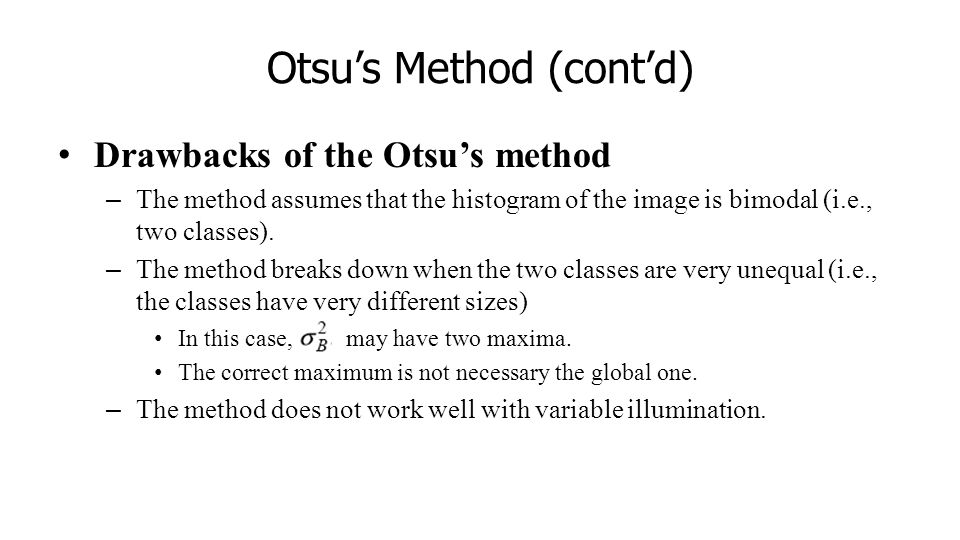 Otsu’s Method (cont’d)
• Drawbacks of the Otsu’s method
– The method assumes that the histogram of the image is bimodal (i.e.,
two classes).
– The method breaks down when the two classes are very unequal (i.e.,
the classes have very different sizes)
• In this case, σ²_B may have two maxima.
• The correct maximum is not necessary the global one.
– The method does not work well with variable illumination.